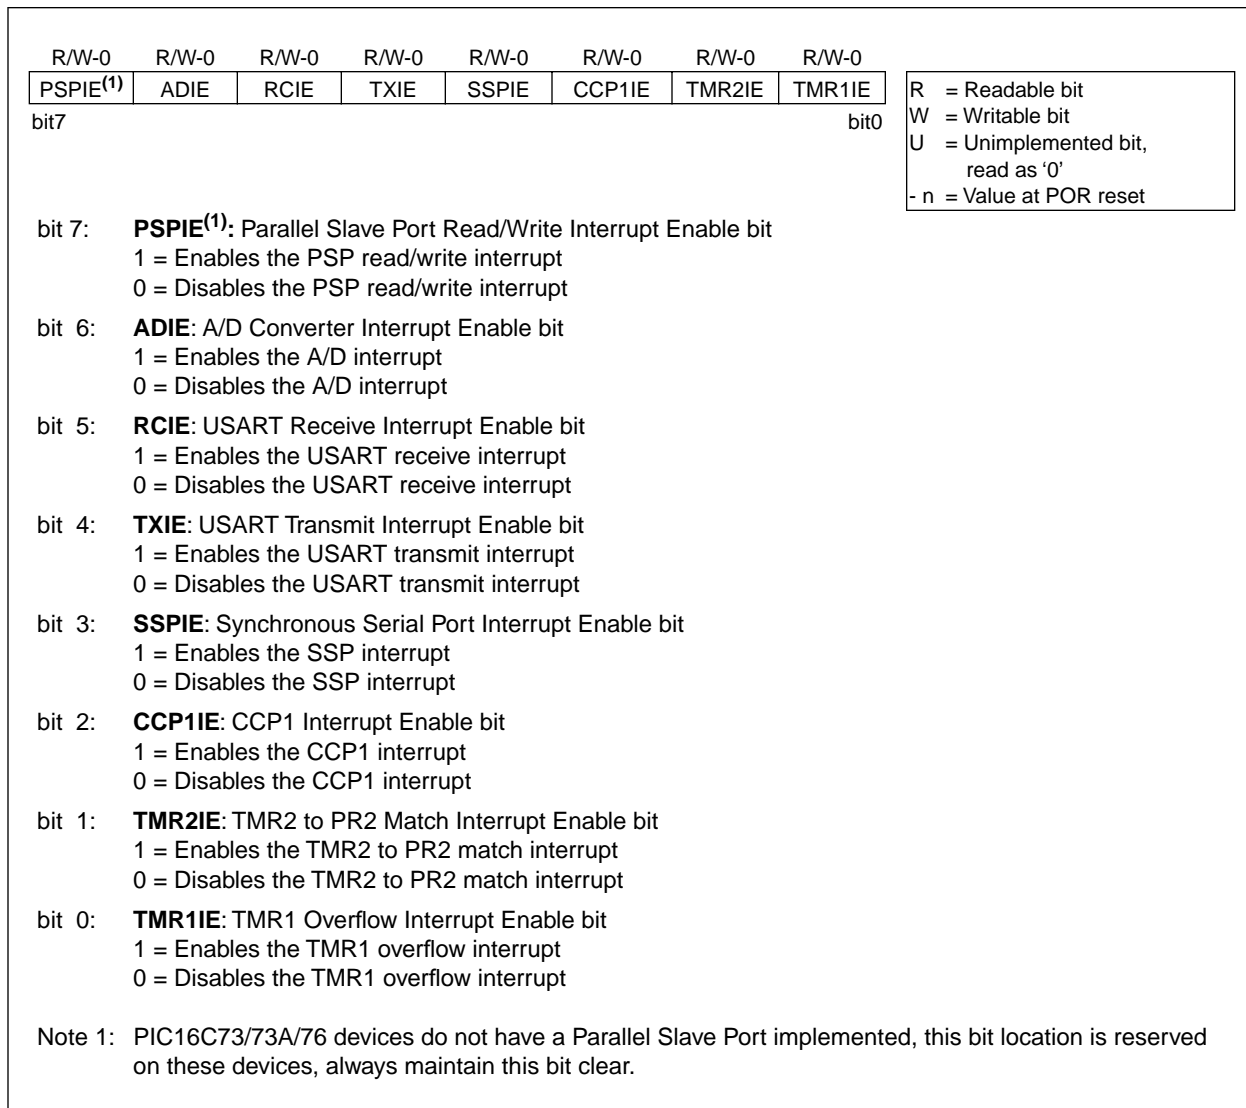 R/W-0 R/W-0 R/W-0 R/W-0 R/W-0 R/W-0 R/W-0 R/W-0
PSPIE(1) ADIE RCIE TXIE SSPIE CCP1IE TMR2IE TMR1IE
bit7 bit0
R = Readable bit
W = Writable bit
U = Unimplemented bit,
read as ‘0’
- n = Value at POR reset
bit 7: PSPIE(1): Parallel Slave Port Read/Write Interrupt Enable bit
1 = Enables the PSP read/write interrupt
0 = Disables the PSP read/write interrupt
bit 6: ADIE: A/D Converter Interrupt Enable bit
1 = Enables the A/D interrupt
0 = Disables the A/D interrupt
bit 5: RCIE: USART Receive Interrupt Enable bit
1 = Enables the USART receive interrupt
0 = Disables the USART receive interrupt
bit 4: TXIE: USART Transmit Interrupt Enable bit
1 = Enables the USART transmit interrupt
0 = Disables the USART transmit interrupt
bit 3: SSPIE: Synchronous Serial Port Interrupt Enable bit
1 = Enables the SSP interrupt
0 = Disables the SSP interrupt
bit 2: CCP1IE: CCP1 Interrupt Enable bit
1 = Enables the CCP1 interrupt
0 = Disables the CCP1 interrupt
bit 1: TMR2IE: TMR2 to PR2 Match Interrupt Enable bit
1 = Enables the TMR2 to PR2 match interrupt
0 = Disables the TMR2 to PR2 match interrupt
bit 0: TMR1IE: TMR1 Overflow Interrupt Enable bit
1 = Enables the TMR1 overflow interrupt
0 = Disables the TMR1 overflow interrupt
Note 1: PIC16C73/73A/76 devices do not have a Parallel Slave Port implemented, this bit location is reserved
on these devices, always maintain this bit clear.